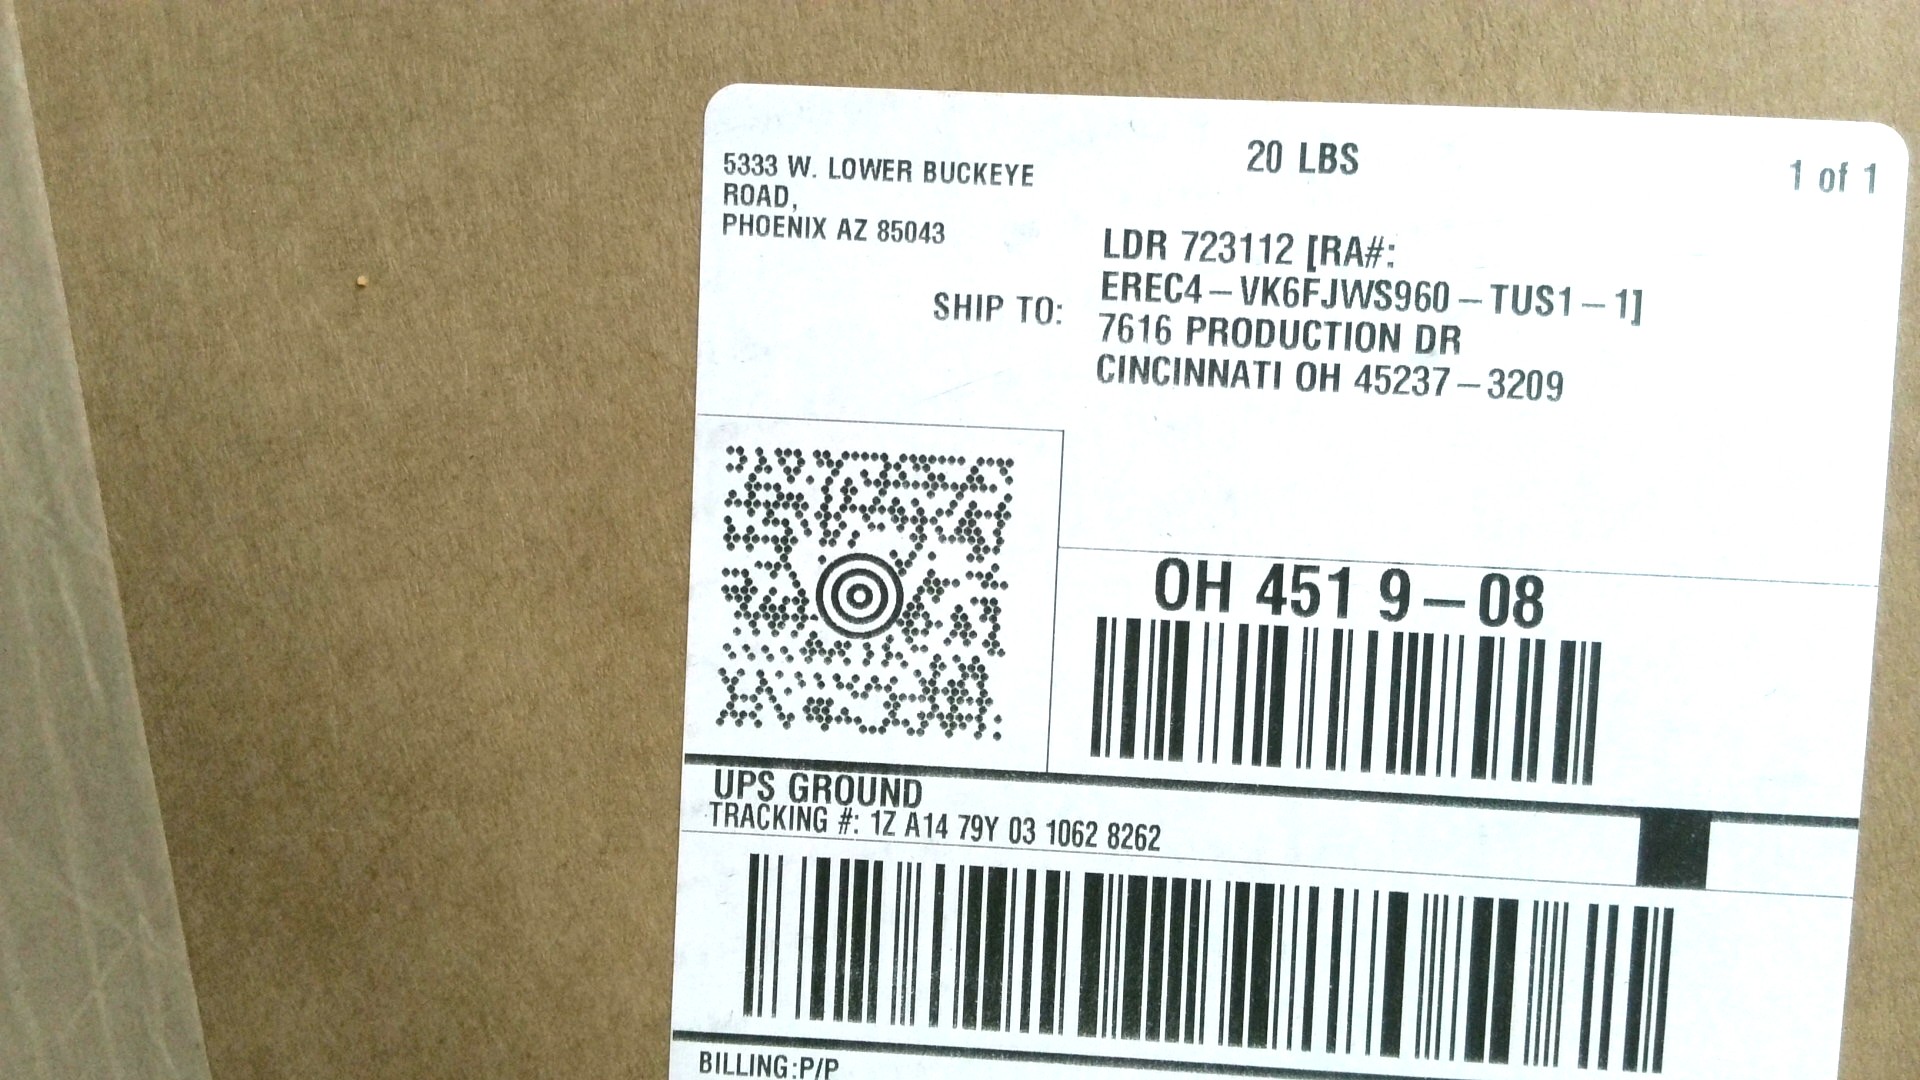 5333 W. LOWER BUCKEYE
ROAD,
PHOENIX AZ 85043
20 LBS
1 of 1
SHIP TO:
LDR 723112 [RA#:
EREC4-VK6FJWS960-TUS1-1]
7616 PRODUCTION DR
CINCINNATI OH 45237-3209
OH 451 9-08
UPS GROUND
TRACKING #: 1Z A14 79Y 03 1062 8262
BILLING:P/P